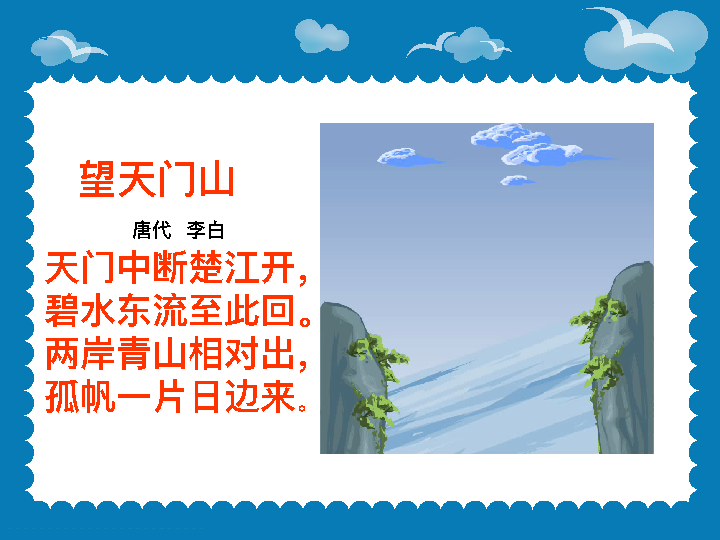 望天门山
唐代 李白
天门中断楚江开，
碧水东流至此回。
两岸青山相对出，
孤帆一片日边来。